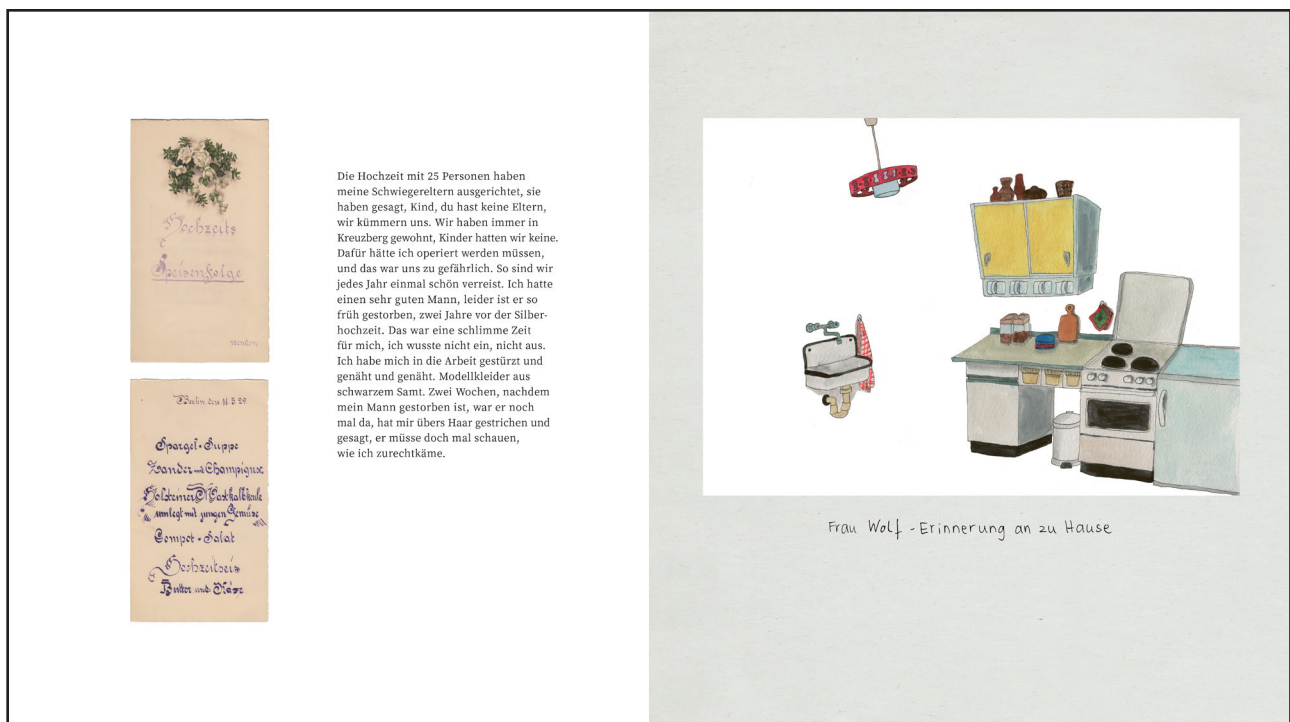 Hochzeits
Speisenfolge
Berlin den 11.5.29
Spargel-Suppe
Zander mit Champignx
Holsteiner Mastkalbkeule
umlegt mit jungen Gemüse
Compot-Salat
Hochzeitseis
Butter und Käse
Die Hochzeit mit 25 Personen haben
meine Schwiegereltern ausgerichtet, sie
haben gesagt, Kind, du hast keine Eltern,
wir kümmern uns. Wir haben immer in
Kreuzberg gewohnt, Kinder hatten wir keine.
Dafür hätte ich operiert werden müssen,
und das war uns zu gefährlich. So sind wir
jedes Jahr einmal schön verreist. Ich hatte
einen sehr guten Mann, leider ist er so
früh gestorben, zwei Jahre vor der Silber-
hochzeit. Das war eine schlimme Zeit
für mich, ich wusste nicht ein, nicht aus.
Ich habe mich in die Arbeit gestürzt und
genäht und genäht. Modellkleider aus
schwarzem Samt. Zwei Wochen, nachdem
mein Mann gestorben ist, war er noch
mal da, hat mir übers Haar gestrichen und
gesagt, er müsse doch mal schauen,
wie ich zurechtkäme.
Frau Wolf - Erinnerung an zu Hause